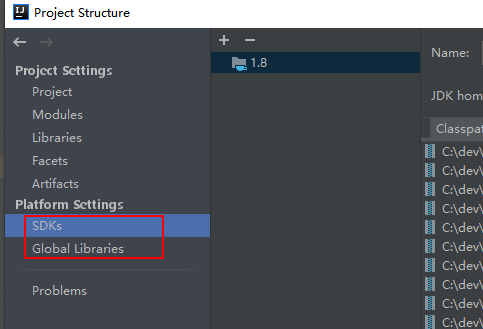 IJ Project Structure
Project Settings
Project
Modules
Libraries
Facets
Artifacts
Platform Settings
SDKs
Global Libraries
Problems
1.8
Name:
JDK hom
Classpat
C:\dev\
C:\dev\
C:\dev\
C:\dev\
C:\dev\
C:\dev\
C:\dev\
C:\dev\
C:\dev\
C:\dev\